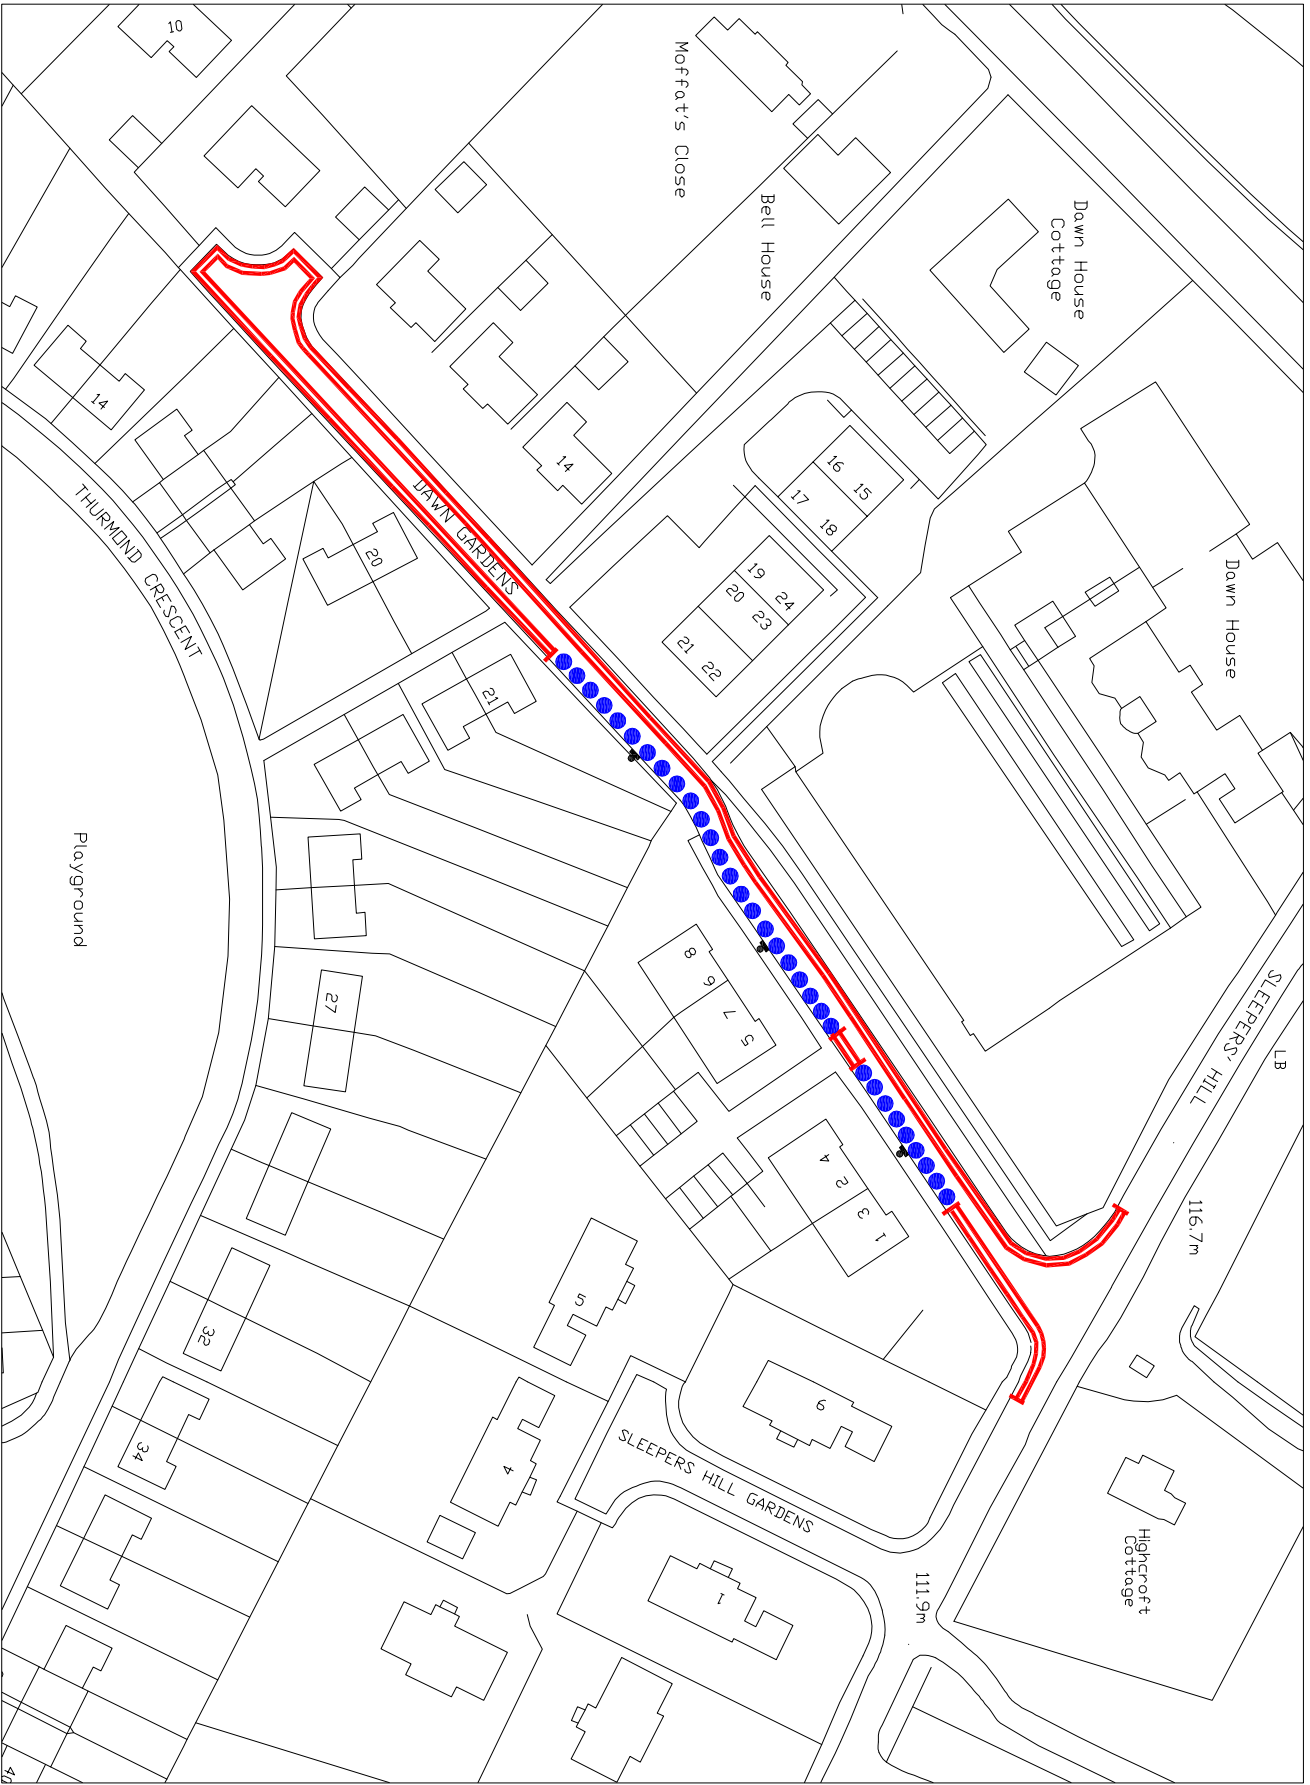 10
Moffat's Close
Bell House
Dawn House
Cottage
14
14
16
15
17
18
DAWN GARDENS
19
24
20
23
21
22
Dawn House
20
THURMOND CRESCENT
21
Playground
27
8
6
7
5
SLEEPERS' HILL
LB
4
2
3
1
116.7m
5
32
34
9
4
SLEEPERS HILL GARDENS
1
Highcroft
Cottage
111.9m